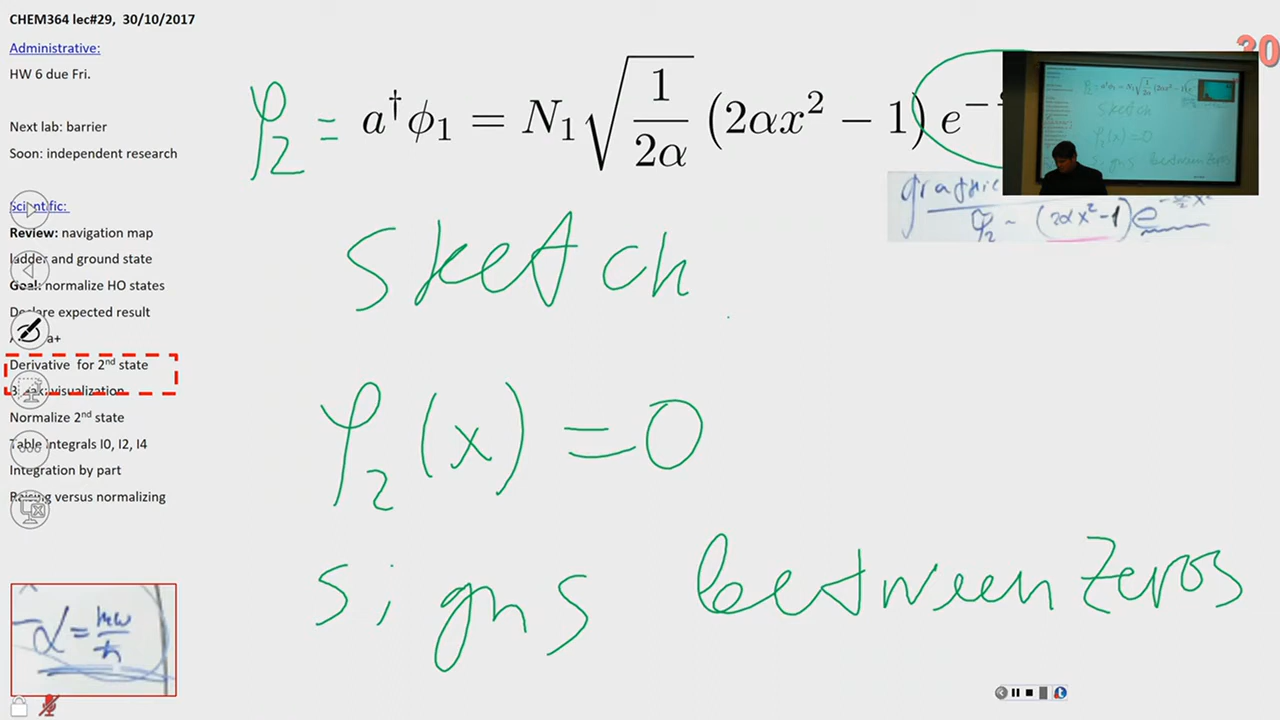 CHEM364 lec#29, 30/10/2017
Administrative:
HW 6 due Fri.
Next lab: barrier
Soon: independent research
Scientific:
Review: navigation map
ladder and ground state
Goal: normalize HO states
Declare expected result
a+
Derivative for 2nd state
visualization
Normalize 2nd state
Table integrals I0, I2, I4
Integration by part
Raising versus normalizing
α = mω/ħ
30
φ₂ = a†ϕ₁ = N₁√(1/2α) (2αx² − 1) e⁻
graphic
φ₂ ~ (2αx² − 1) e
sketch
φ₂(x) = 0
signs between zeros